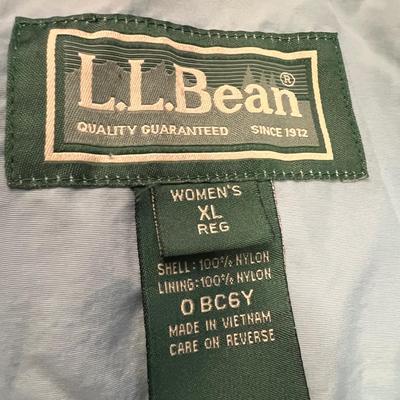 L.L.Bean®
QUALITY GUARANTEED SINCE 1912
WOMEN'S
XL
REG
SHELL: 100% NYLON
LINING: 100% NYLON
0 BC6Y
MADE IN VIETNAM
CARE ON REVERSE